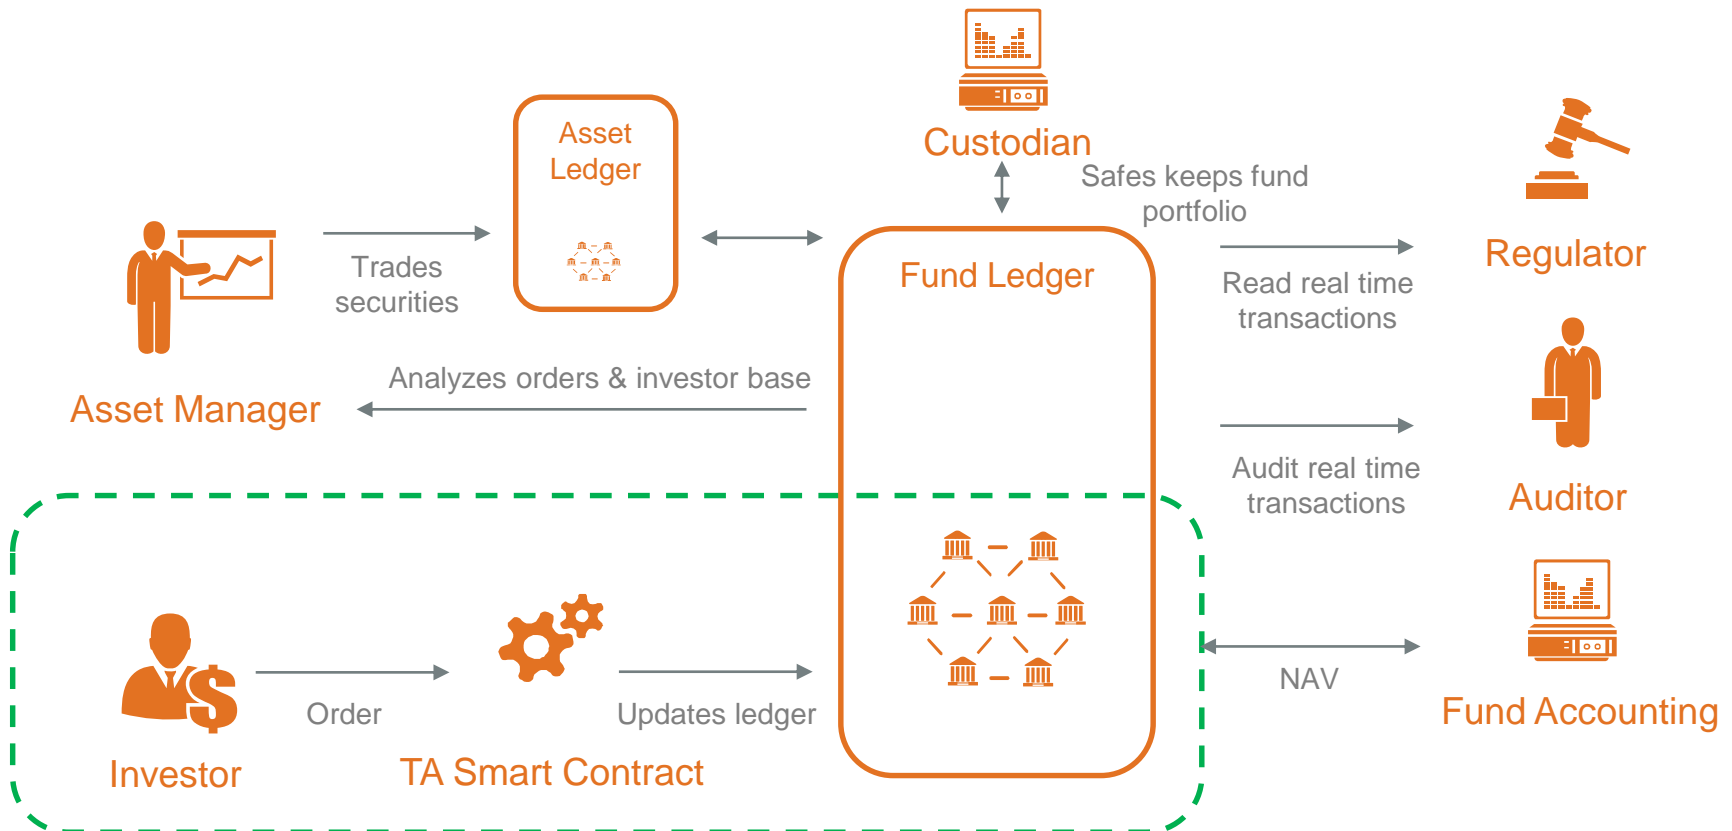 Asset
Ledger
Custodian
Safes keeps fund
portfolio
Trades
securities
Fund Ledger
Regulator
Read real time
transactions
Analyzes orders & investor base
Asset Manager
Audit real time
transactions
Auditor
Order
Updates ledger
NAV
Investor
TA Smart Contract
Fund Accounting